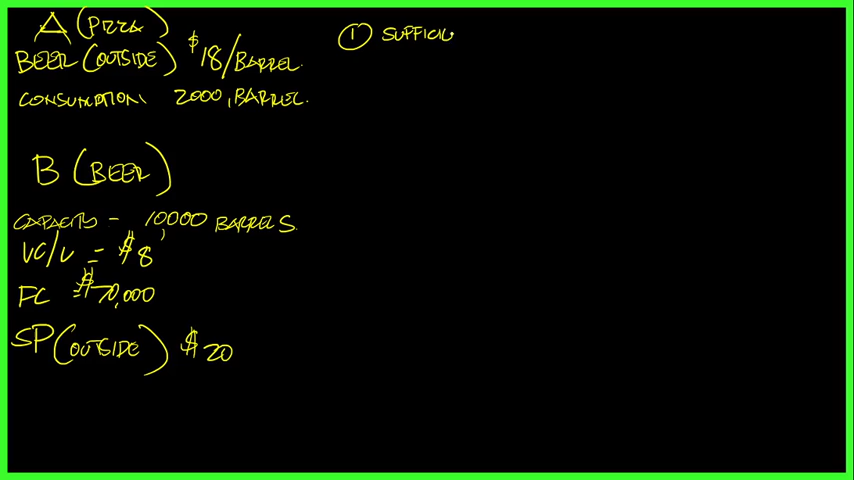 A (PIZZA)
BEER (OUTSIDE) $18/BARREL.
CONSUMPTION 2000 BARREL.
B (BEER)
CAPACITY - 10,000 BARRELS.
VC/U = $8
FC = $70,000
SP (OUTSIDE) $20
① SUFFICI